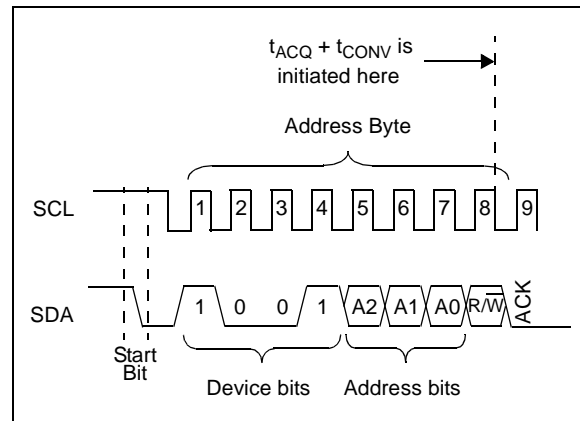 tACQ + tCONV is
initiated here
Address Byte
SCL 1 2 3 4 5 6 7 8 9
SDA 1 0 0 1 A2 A1 A0 R/W̅ ACK
Start
Bit
Device bits Address bits